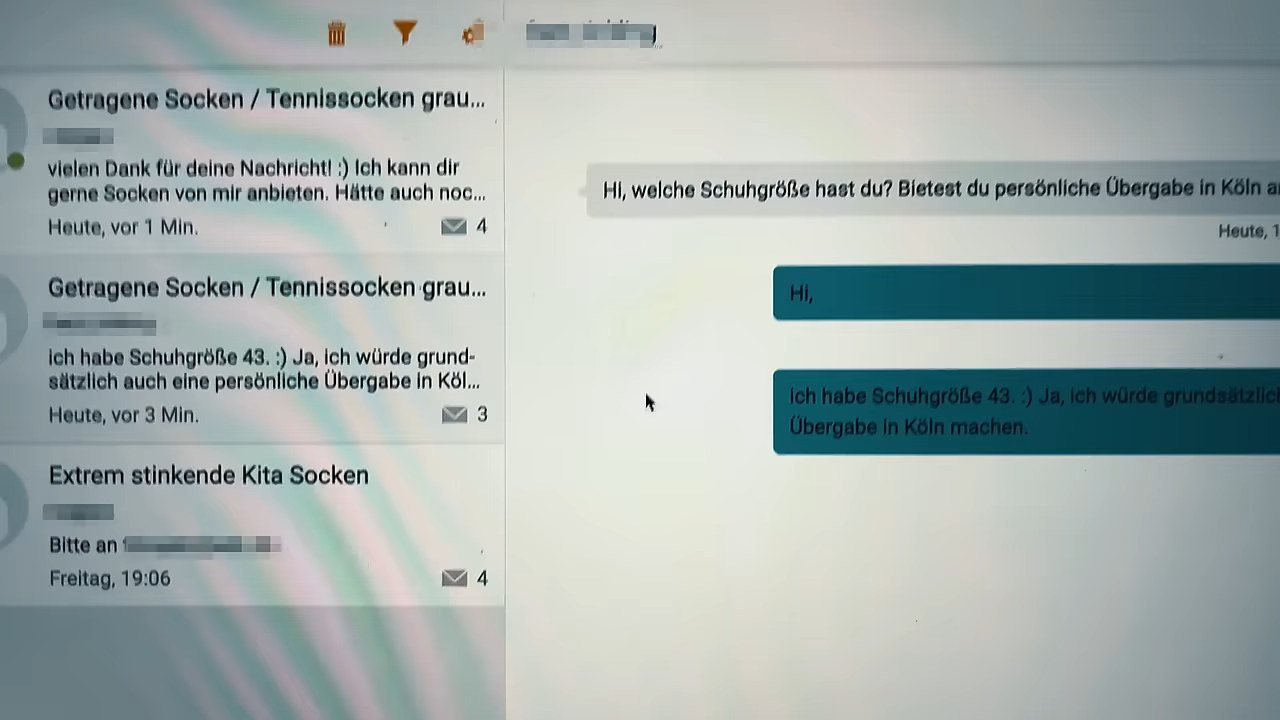 Getragene Socken / Tennissocken grau...
vielen Dank für deine Nachricht! :) Ich kann dir
gerne Socken von mir anbieten. Hätte auch noc...
Heute, vor 1 Min.
4
Getragene Socken / Tennissocken grau...
ich habe Schuhgröße 43. :) Ja, ich würde grund-
sätzlich auch eine persönliche Übergabe in Köl...
Heute, vor 3 Min.
3
Extrem stinkende Kita Socken
Bitte an
Freitag, 19:06
4
Hi, welche Schuhgröße hast du? Bietest du persönliche Übergabe in Köln
Heute, 1
Hi,
ich habe Schuhgröße 43. :) Ja, ich würde grundsätzlich
Übergabe in Köln machen.